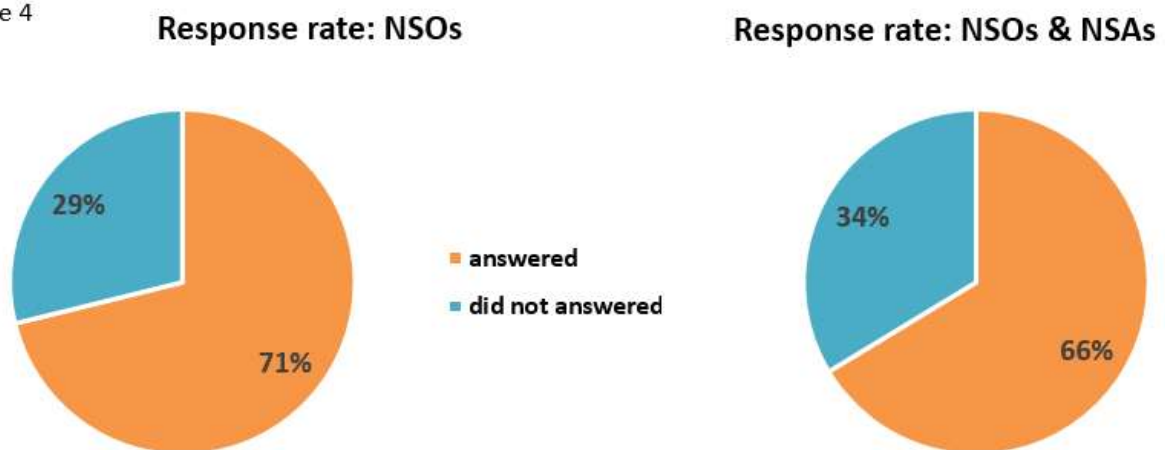 e 4
Response rate: NSOs
29%
71%
answered
did not answered
Response rate: NSOs & NSAs
34%
66%